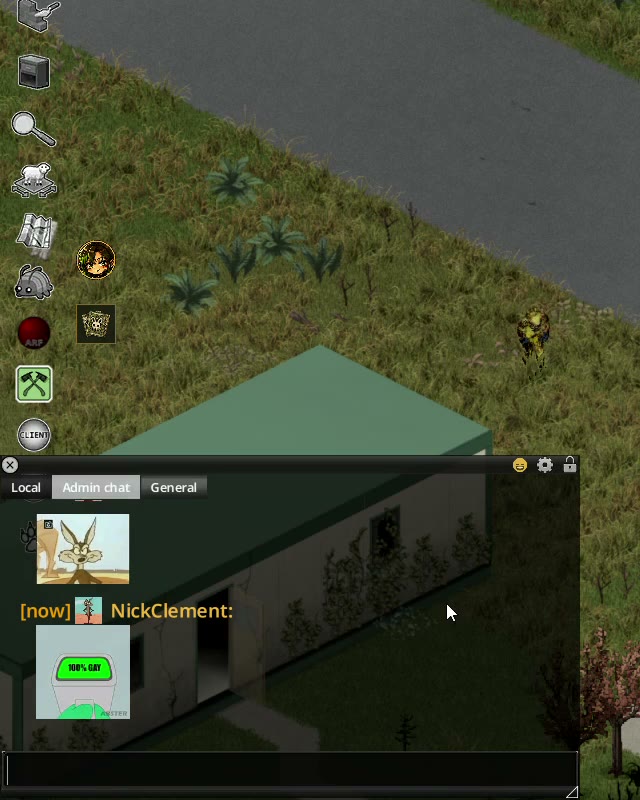 ARF
CLIENT
Local Admin chat General
[now] NickClement:
100% GAY